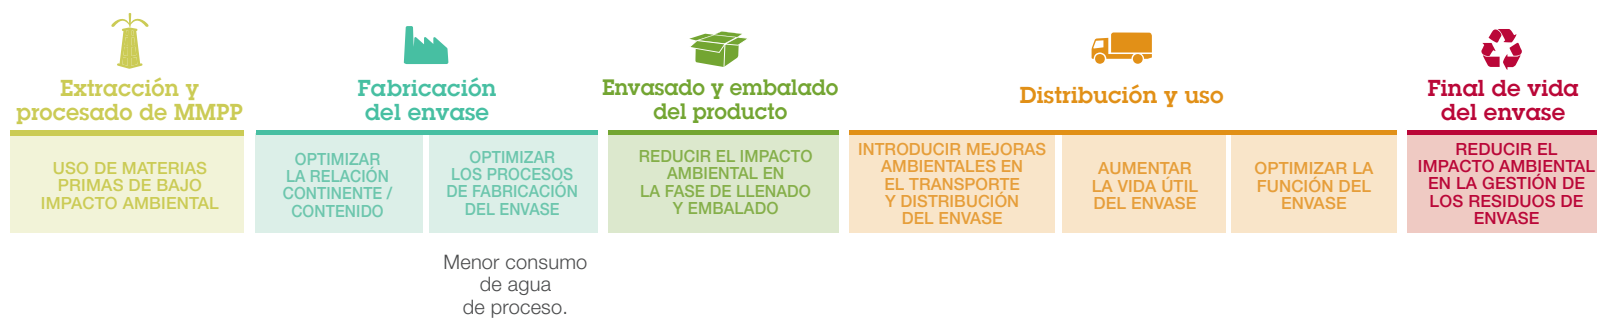 Extracción y
procesado de MMPP
Fabricación
del envase
Envasado y embalado
del producto
Distribución y uso
Final de vida
del envase
USO DE MATERIAS
PRIMAS DE BAJO
IMPACTO AMBIENTAL
OPTIMIZAR
LA RELACIÓN
CONTINENTE /
CONTENIDO
OPTIMIZAR
LOS PROCESOS
DE FABRICACIÓN
DEL ENVASE
REDUCIR EL IMPACTO
AMBIENTAL EN
LA FASE DE LLENADO
Y EMBALADO
INTRODUCIR MEJORAS
AMBIENTALES EN
EL TRANSPORTE
Y DISTRIBUCIÓN
DEL ENVASE
AUMENTAR
LA VIDA ÚTIL
DEL ENVASE
OPTIMIZAR LA
FUNCIÓN DEL
ENVASE
REDUCIR EL
IMPACTO AMBIENTAL
EN LA GESTIÓN DE
LOS RESIDUOS DE
ENVASE
Menor consumo
de agua
de proceso.